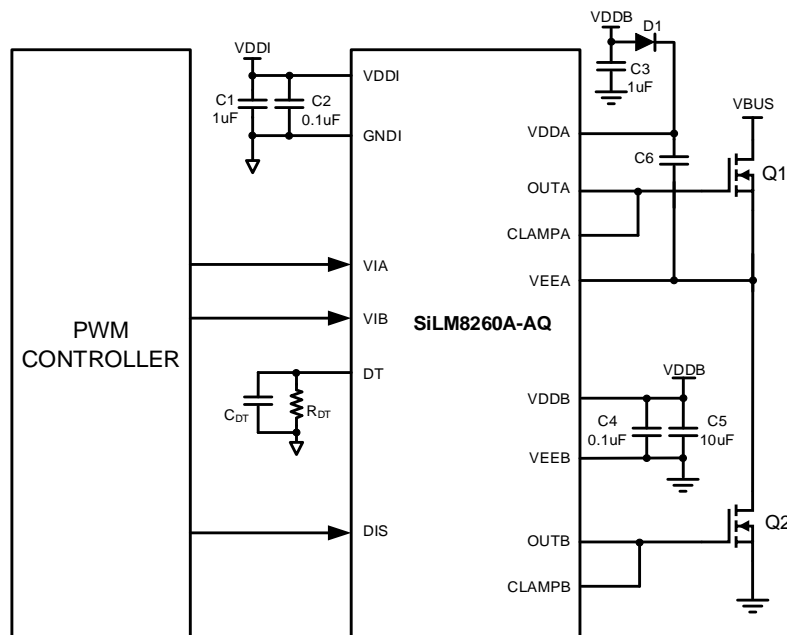 VDDB
D1
VDDI
C3
1uF
VDDI
C1
1uF
C2
0.1uF
VBUS
VDDA
GNDI
C6
Q1
OUTA
CLAMPA
VIA
VEEA
PWM
CONTROLLER
VIB
SiLM8260A-AQ
DT
VDDB
CDT
RDT
VDDB
C4
0.1uF
C5
10uF
VEEB
DIS
OUTB
Q2
CLAMPB